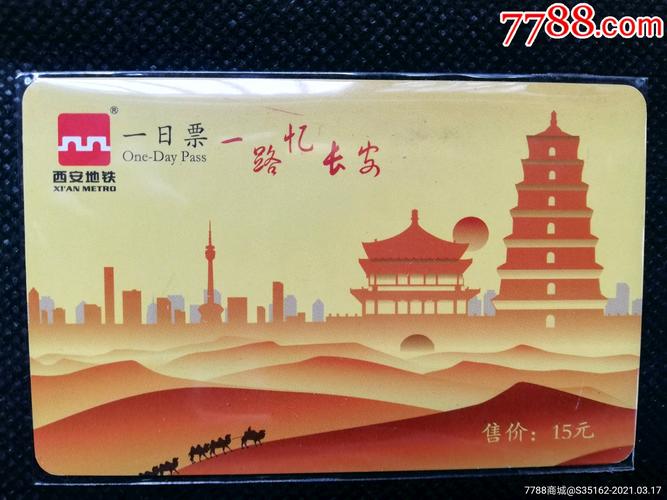 7788.com
®
一日票
One-Day Pass
一路忆长安
西安地铁
XI'AN METRO
售价：15元
7788商城@S35162-2021.03.17